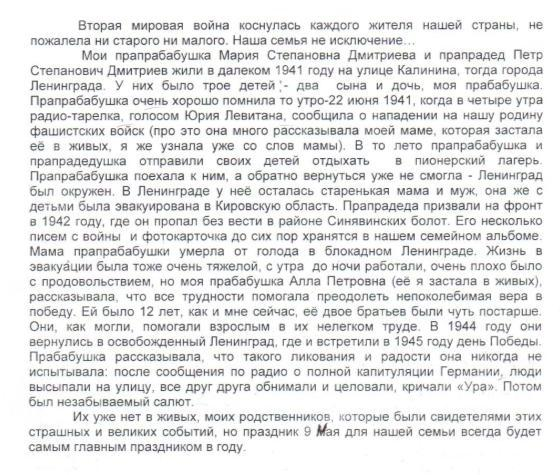 Вторая мировая война коснулась каждого жителя нашей страны, не
пожалела ни старого ни малого. Наша семья не исключение…
Мои прапрабабушка Мария Степановна Дмитриева и прапрадед Петр
Степанович Дмитриев жили в далеком 1941 году на улице Калинина, тогда города
Ленинграда. У них было трое детей:- два сына и дочь, моя прабабушка.
Прапрабабушка очень хорошо помнила то утро-22 июня 1941, когда в четыре утра
радио-тарелка, голосом Юрия Левитана, сообщила о нападении на нашу родину
фашистских войск (про это она много рассказывала моей маме, которая застала
её в живых, я же узнала уже со слов мамы). В то лето прапрабабушка и
прапрадедушка отправили своих детей отдыхать в пионерский лагерь.
Прапрабабушка поехала к ним, а обратно вернуться уже не смогла - Ленинград
был окружен. В Ленинграде у неё осталась старенькая мама и муж, она же с
детьми была эвакуирована в Кировскую область. Прапрадеда призвали на фронт
в 1942 году, где он пропал без вести в районе Синявинских болот. Его несколько
писем с войны и фотокарточка до сих пор хранятся в нашем семейном альбоме.
Мама прапрабабушки умерла от голода в блокадном Ленинграде. Жизнь в
эвакуации была тоже очень тяжелой, с утра до ночи работали, очень плохо было
с продовольствием, но моя прабабушка Алла Петровна (её я застала в живых),
рассказывала, что все трудности помогала преодолеть непоколебимая вера в
победу. Ей было 12 лет, как и мне сейчас, её двое братьев были чуть постарше.
Они, как могли, помогали взрослым в их нелегком труде. В 1944 году они
вернулись в освобожденный Ленинград, где и встретили в 1945 году день Победы.
Прабабушка рассказывала, что такого ликования и радости она никогда не
испытывала: после сообщения по радио о полной капитуляции Германии, люди
высыпали на улицу, все друг друга обнимали и целовали, кричали «Ура». Потом
был незабываемый салют.
Их уже нет в живых, моих родственников, которые были свидетелями этих
страшных и великих событий, но праздник 9 Мая для нашей семьи всегда будет
самым главным праздником в году.